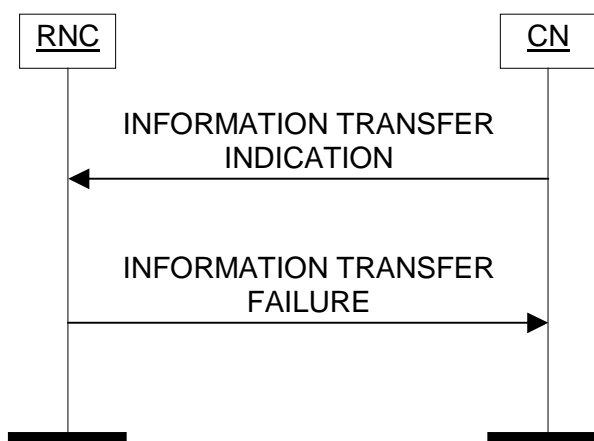 RNC
CN
INFORMATION TRANSFER
INDICATION
INFORMATION TRANSFER
FAILURE